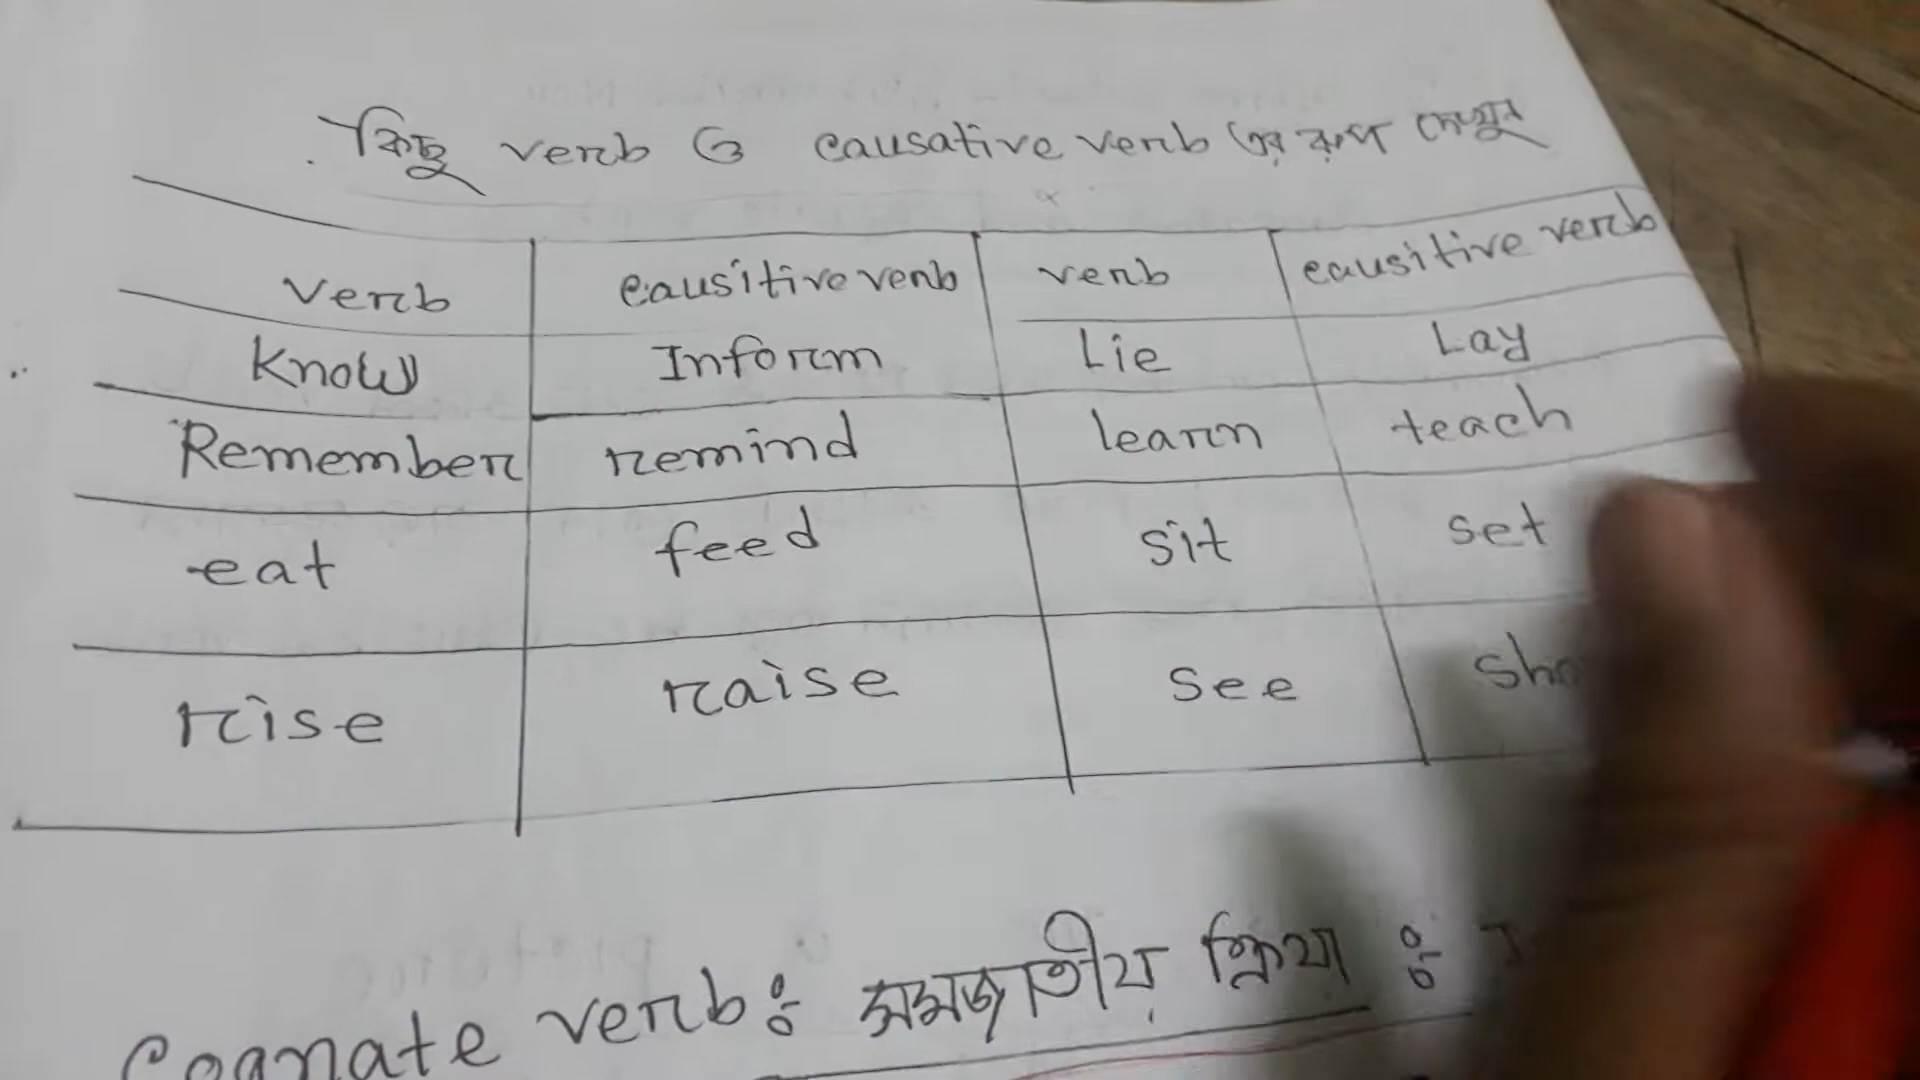 কিছু verb ও causative verb এর রূপ দেখুন
verb causitive verb verb causitive verb
Know Inform Lie Lay
Remember remind learn teach
eat feed sit set
rise raise see
Cognate verb: সমজাতীয় ক্রিয়া :